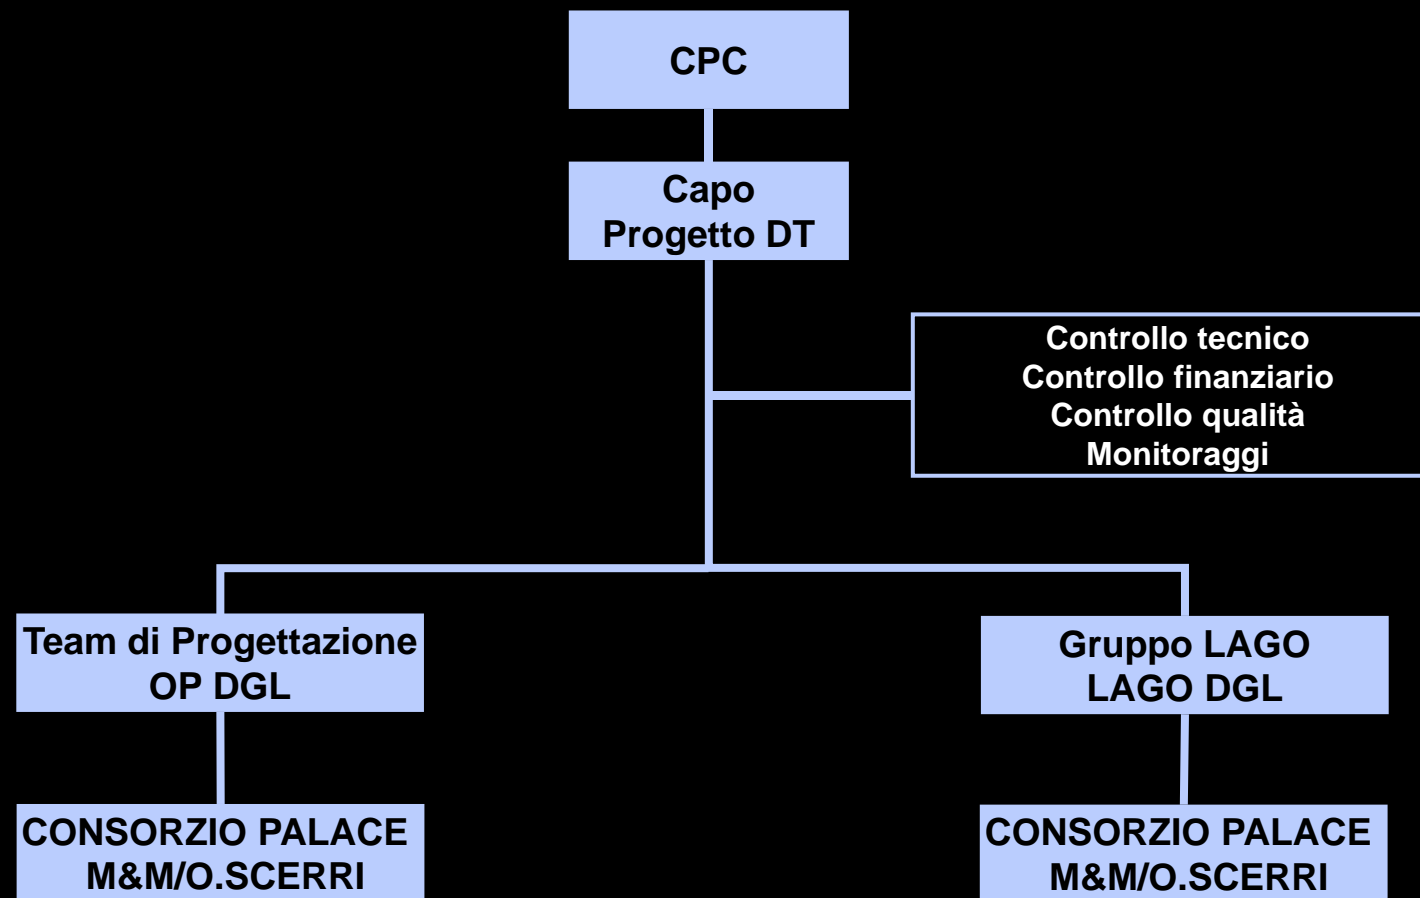 CPC
Capo
Progetto DT
Controllo tecnico
Controllo finanziario
Controllo qualità
Monitoraggi
Team di Progettazione
OP DGL
Gruppo LAGO
LAGO DGL
CONSORZIO PALACE
M&M/O.SCERRI
CONSORZIO PALACE
M&M/O.SCERRI